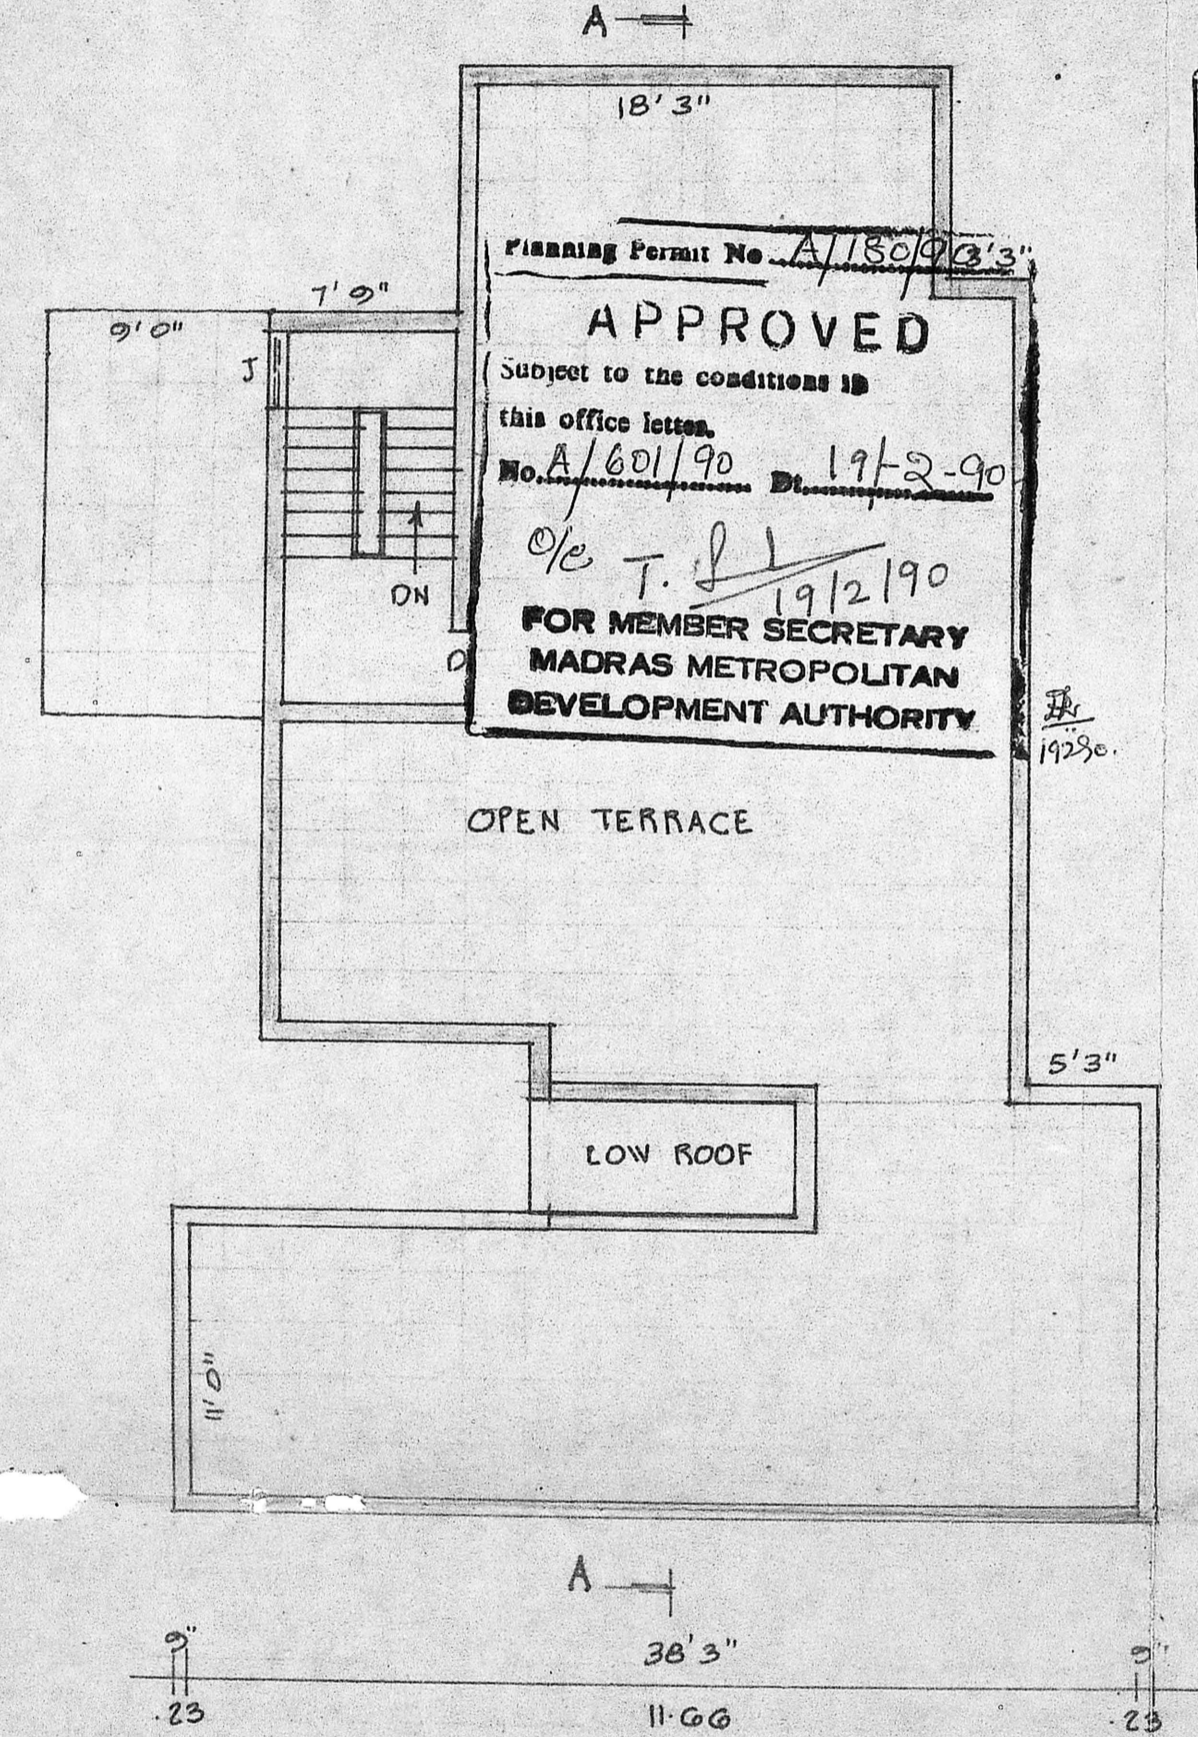 A
18'3"
Planning Permit No A/180/90
3'3"
7'9"
9'0"
APPROVED
J
Subject to the conditions in
this office letter.
No. A/601/90 Dt. 19-2-90
O/c T.
19/2/90
DN
FOR MEMBER SECRETARY
D
MADRAS METROPOLITAN
DEVELOPMENT AUTHORITY
OPEN TERRACE
5'3"
LOW ROOF
11'0"
A
9" 38'3" 9"
.23 11.66 .23